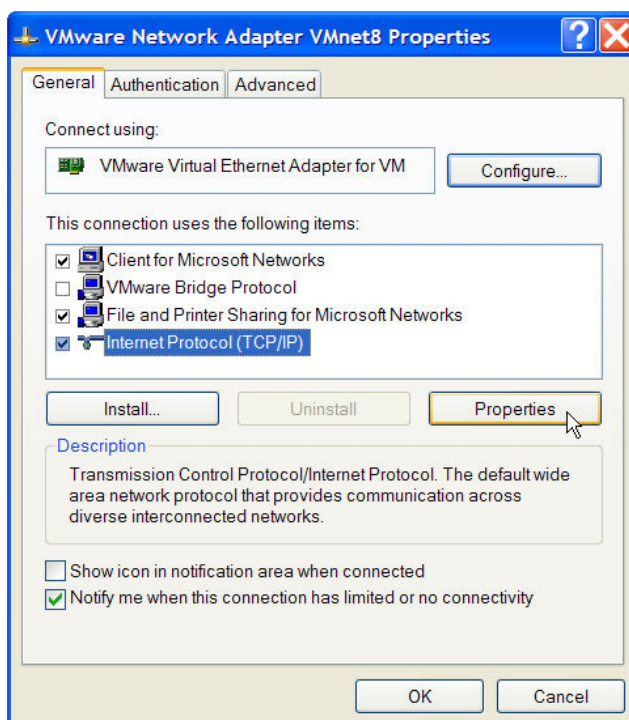 VMware Network Adapter VMnet8 Properties
General Authentication Advanced
Connect using:
VMware Virtual Ethernet Adapter for VM
Configure...
This connection uses the following items:
Client for Microsoft Networks
VMware Bridge Protocol
File and Printer Sharing for Microsoft Networks
Internet Protocol (TCP/IP)
Install... Uninstall Properties
Description
Transmission Control Protocol/Internet Protocol. The default wide
area network protocol that provides communication across
diverse interconnected networks.
Show icon in notification area when connected
Notify me when this connection has limited or no connectivity
OK Cancel